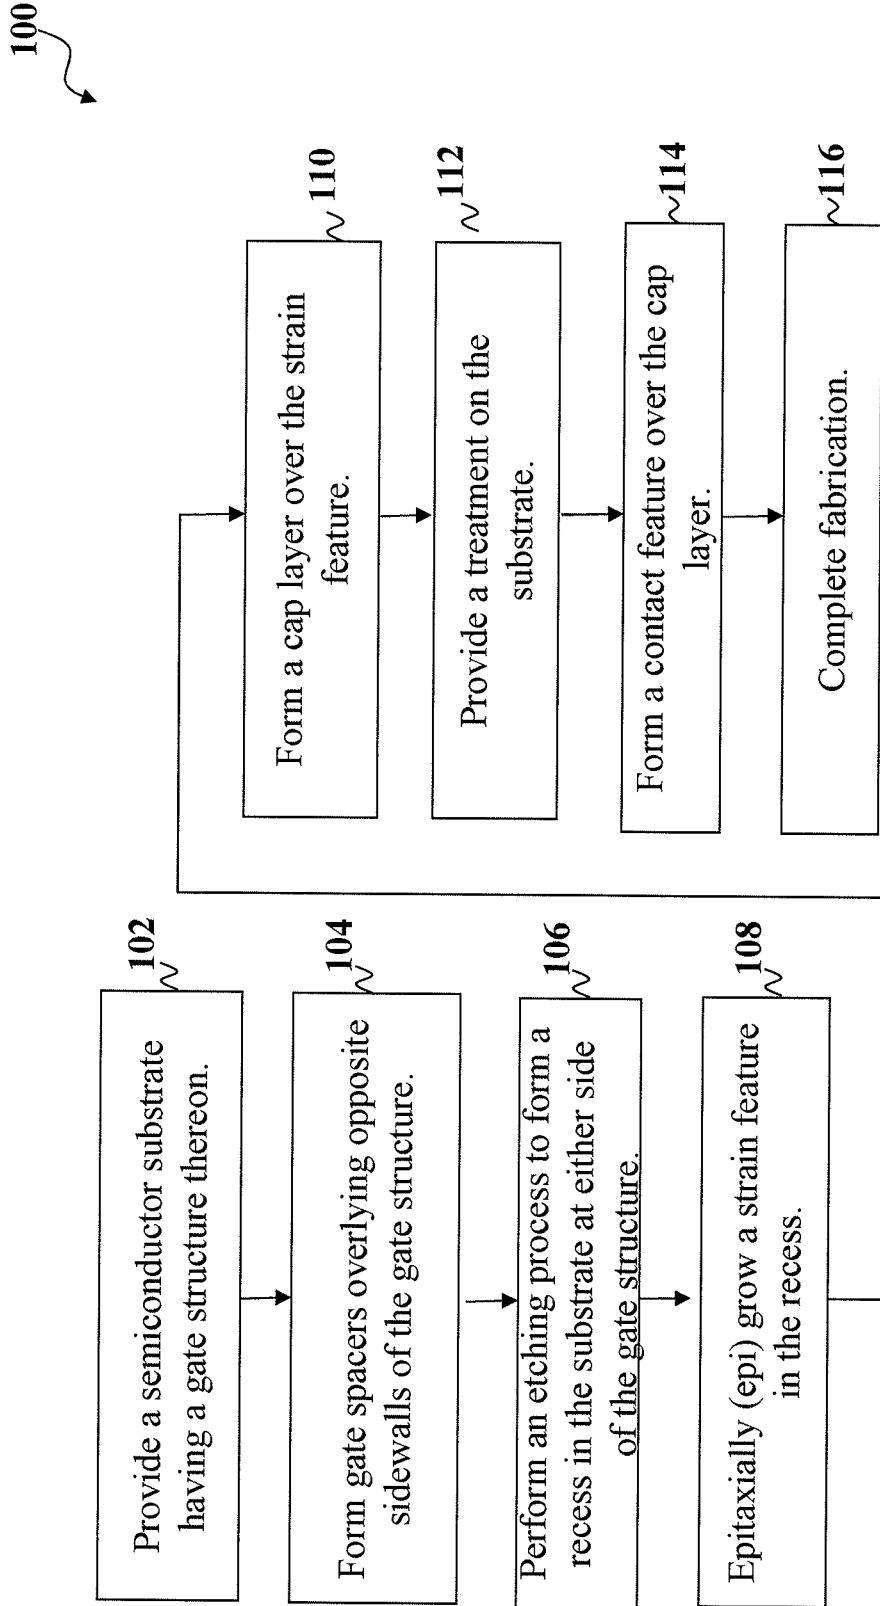 100
102
Provide a semiconductor substrate
having a gate structure thereon.
104
Form gate spacers overlying opposite
sidewalls of the gate structure.
106
Perform an etching process to form a
recess in the substrate at either side
of the gate structure.
108
Epitaxially (epi) grow a strain feature
in the recess.
110
Form a cap layer over the strain
feature.
112
Provide a treatment on the
substrate.
114
Form a contact feature over the cap
layer.
116
Complete fabrication.